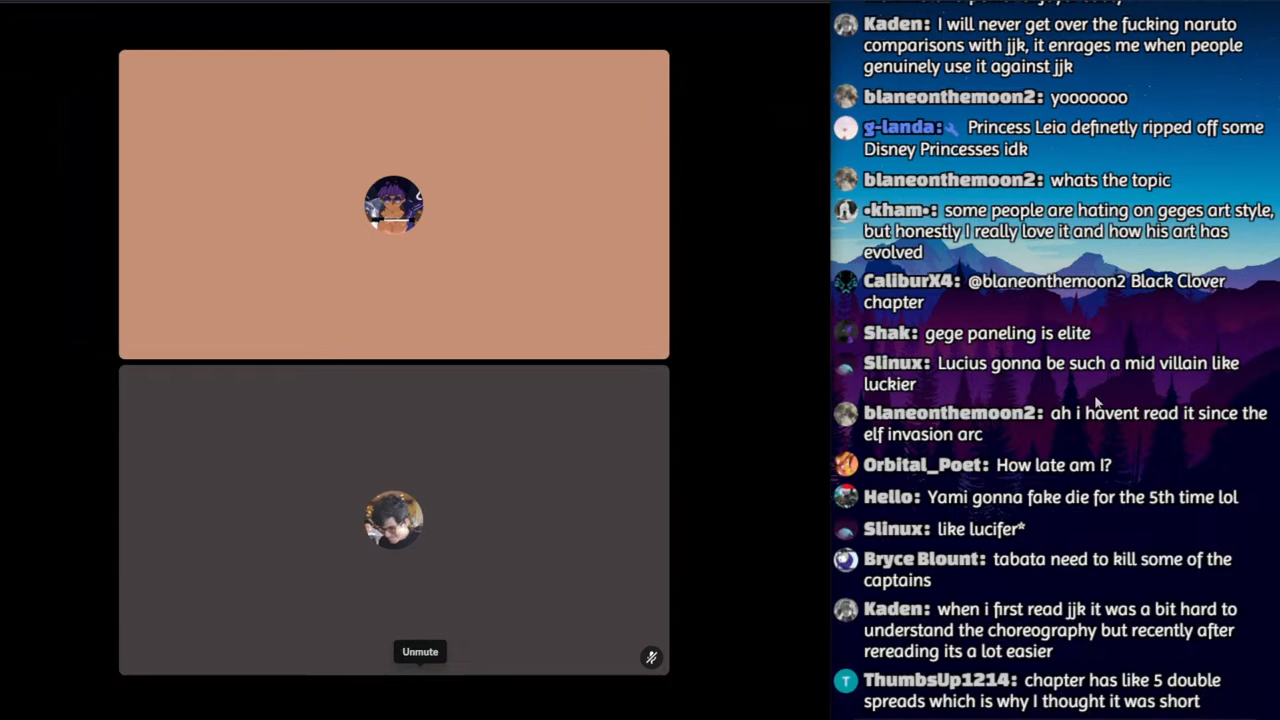 Kaden: I will never get over the fucking naruto
comparisons with jjk, it enrages me when people
genuinely use it against jjk
blaneonthemoon2: yooooooo
g-landa: Princess Leia definetly ripped off some
Disney Princesses idk
blaneonthemoon2: whats the topic
•kham•: some people are hating on geges art style,
but honestly I really love it and how his art has
evolved
CaliburX4: @blaneonthemoon2 Black Clover
chapter
Shak: gege paneling is elite
Slinux: Lucius gonna be such a mid villain like
luckier
blaneonthemoon2: ah i havent read it since the
elf invasion arc
Orbital_Poet: How late am I?
Hello: Yami gonna fake die for the 5th time lol
Slinux: like lucifer*
Bryce Blount: tabata need to kill some of the
captains
Kaden: when i first read jjk it was a bit hard to
understand the choreography but recently after
rereading its a lot easier
T
ThumbsUp1214: chapter has like 5 double
spreads which is why I thought it was short
Unmute